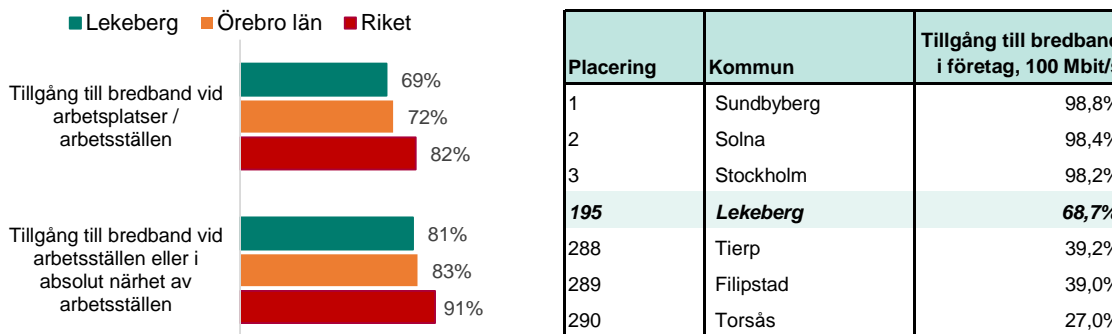 Lekeberg Örebro län Riket
Tillgång till bredband vid
arbetsplatser /
arbetsställen
69%
72%
82%
Tillgång till bredband vid
arbetsställen eller i
absolut närhet av
arbetsställen
81%
83%
91%
Tillgång till bredband
Placering Kommun i företag, 100 Mbit/s
1 Sundbyberg 98,8%
2 Solna 98,4%
3 Stockholm 98,2%
195 Lekeberg 68,7%
288 Tierp 39,2%
289 Filipstad 39,0%
290 Torsås 27,0%